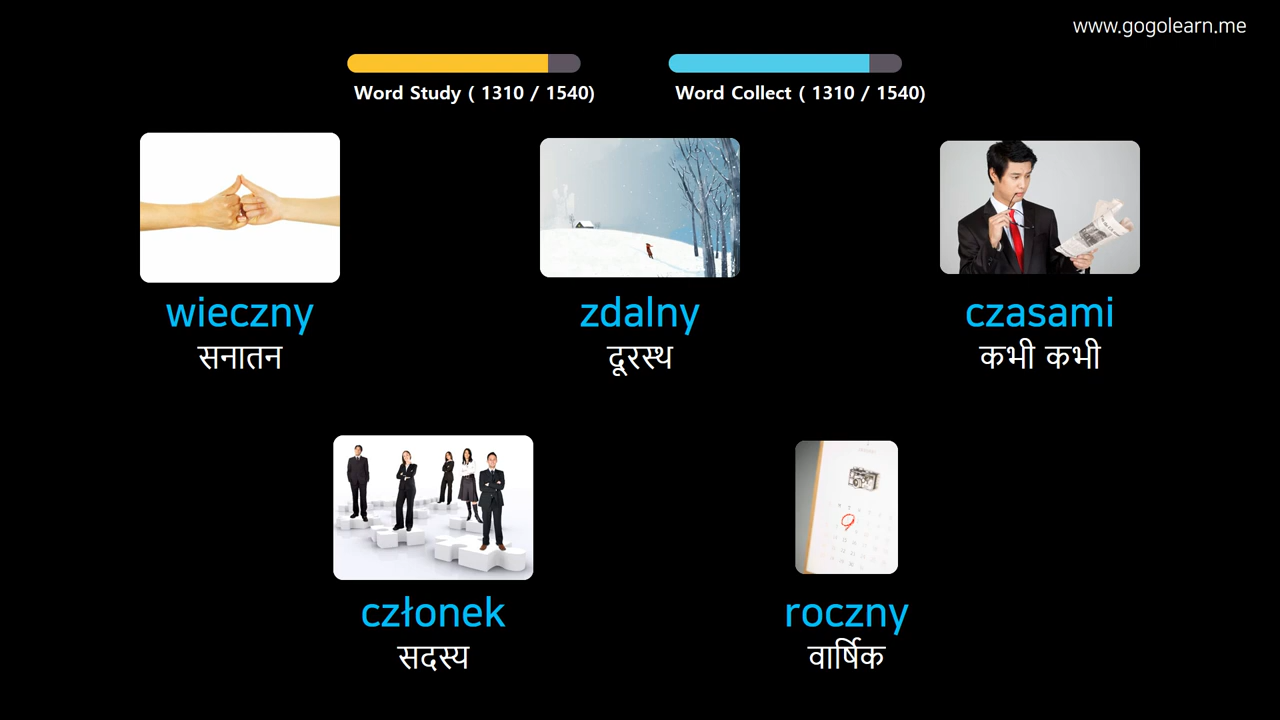 www.gogolearn.me
Word Study ( 1310 / 1540)
Word Collect ( 1310 / 1540)
wieczny
सनातन
zdalny
दूरस्थ
czasami
कभी कभी
członek
सदस्य
roczny
वार्षिक